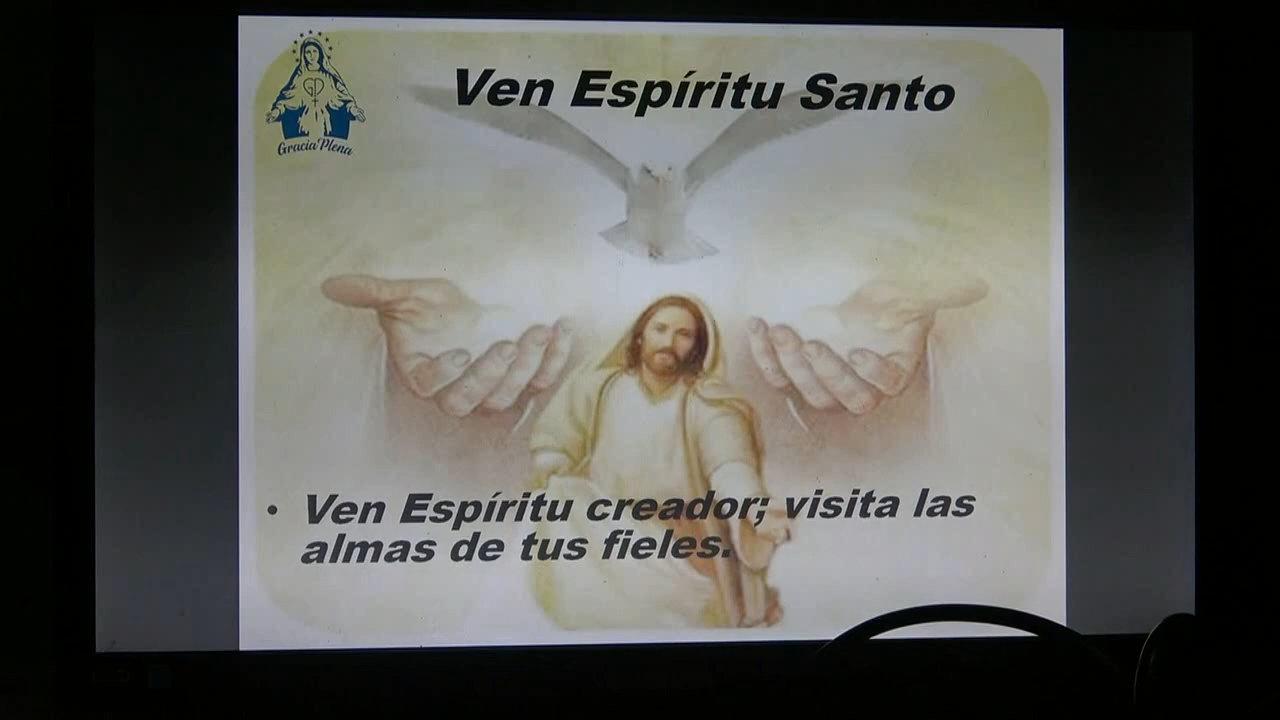 Ven Espíritu Santo
Gracia Plena
• Ven Espíritu creador; visita las
almas de tus fieles.